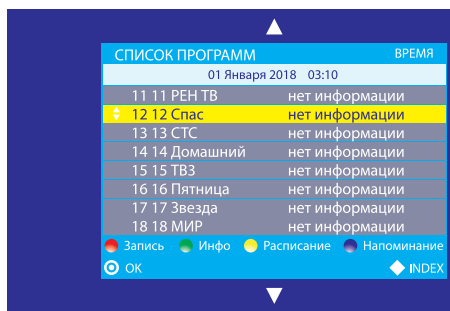 СПИСОК ПРОГРАММ ВРЕМЯ
01 Января 2018 03:10
11 11 РЕН ТВ нет информации
12 12 Спас нет информации
13 13 СТС нет информации
14 14 Домашний нет информации
15 15 ТВ3 нет информации
16 16 Пятница нет информации
17 17 Звезда нет информации
18 18 МИР нет информации
Запись Инфо Расписание Напоминание
OK INDEX